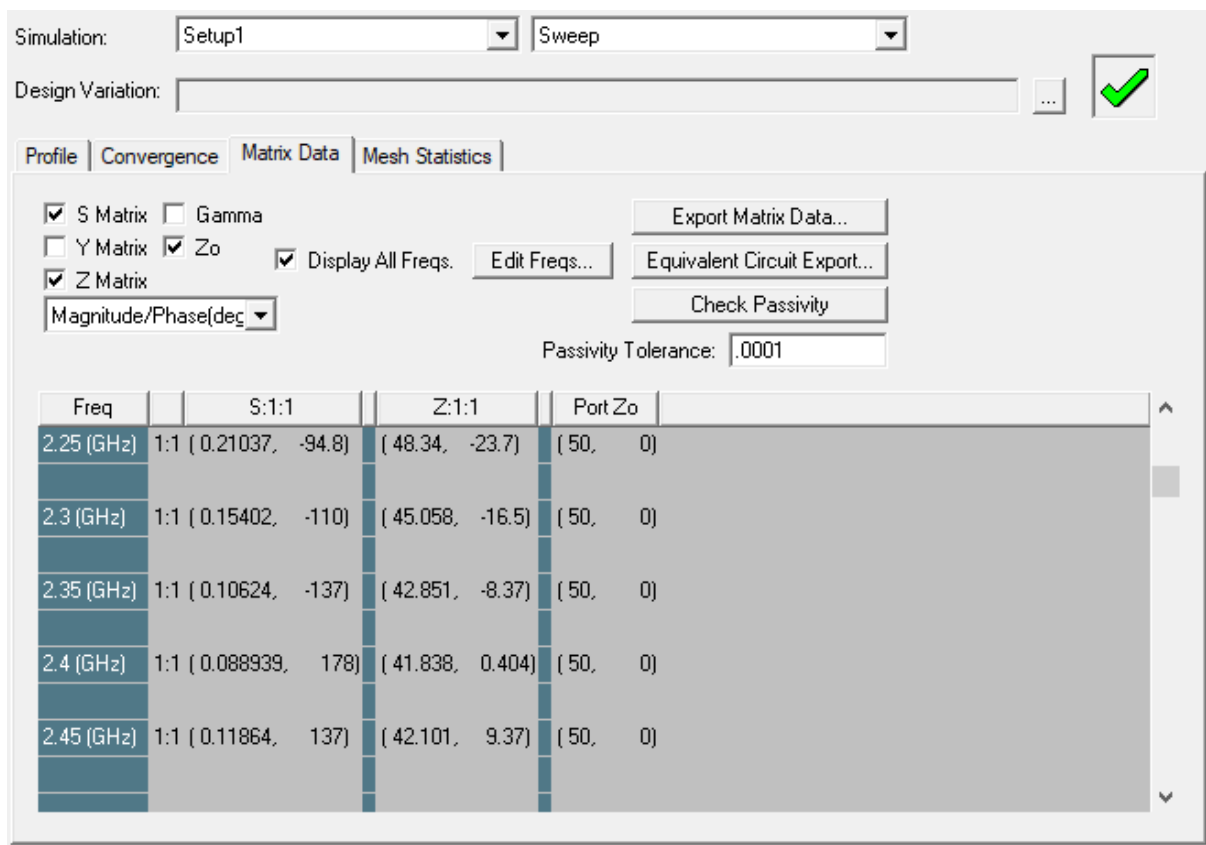 Simulation: Setup1 Sweep
Design Variation: ...
Profile Convergence Matrix Data Mesh Statistics
S Matrix Gamma Export Matrix Data...
Y Matrix Zo Display All Freqs. Edit Freqs... Equivalent Circuit Export...
Z Matrix
Magnitude/Phase(deg Check Passivity
Passivity Tolerance: .0001
Freq S:1:1 Z:1:1 Port Zo
2.25 (GHz) 1:1 ( 0.21037, -94.8) ( 48.34, -23.7) ( 50, 0)
2.3 (GHz) 1:1 ( 0.15402, -110) ( 45.058, -16.5) ( 50, 0)
2.35 (GHz) 1:1 ( 0.10624, -137) ( 42.851, -8.37) ( 50, 0)
2.4 (GHz) 1:1 ( 0.088939, 178) ( 41.838, 0.404) ( 50, 0)
2.45 (GHz) 1:1 ( 0.11864, 137) ( 42.101, 9.37) ( 50, 0)